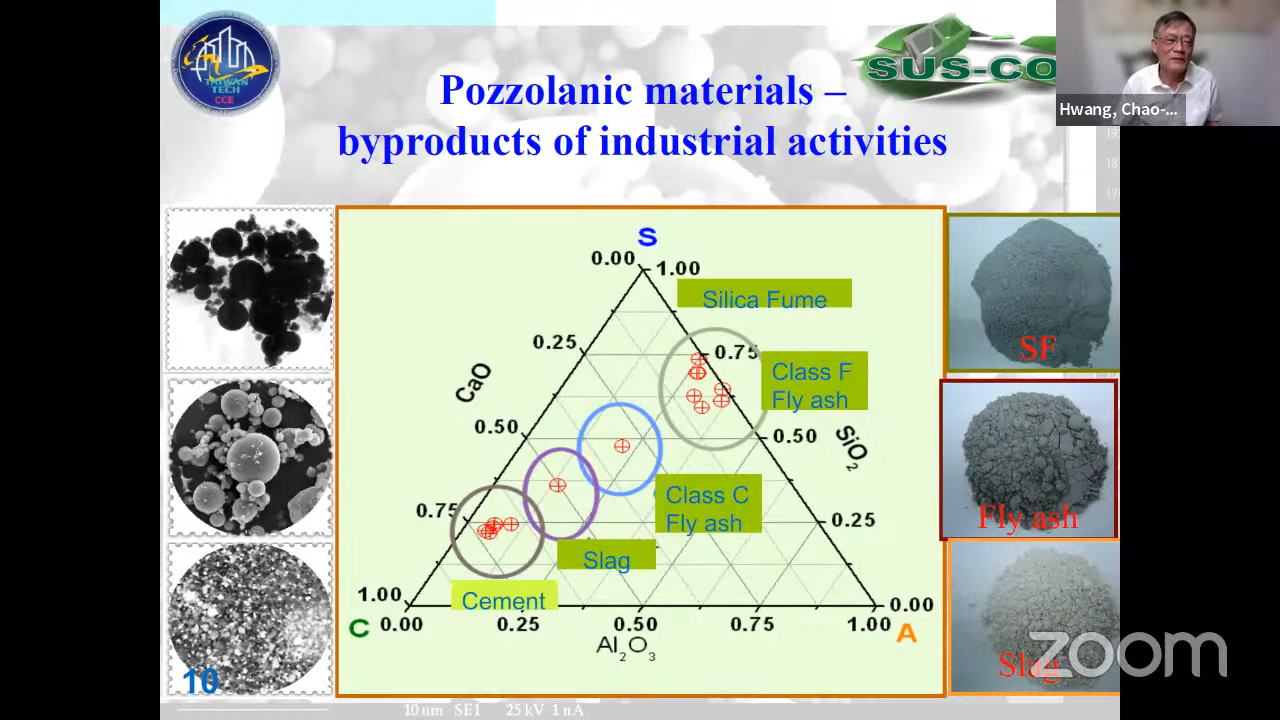 TAIWAN
TECH
CCE
SUS-CO
Hwang, Chao-...
Pozzolanic materials –
byproducts of industrial activities
S
0.00
1.00
Silica Fume
0.25
0.75
Class F
Fly ash
CaO
0.50
0.50
SiO2
0.75
Class C
Fly ash
0.25
Slag
1.00
Cement
0.00
C
0.00
0.25
0.50
0.75
1.00
A
Al2O3
SF
Fly ash
Slag
10
zoom
10 nm SE1 25 kV 1 nA